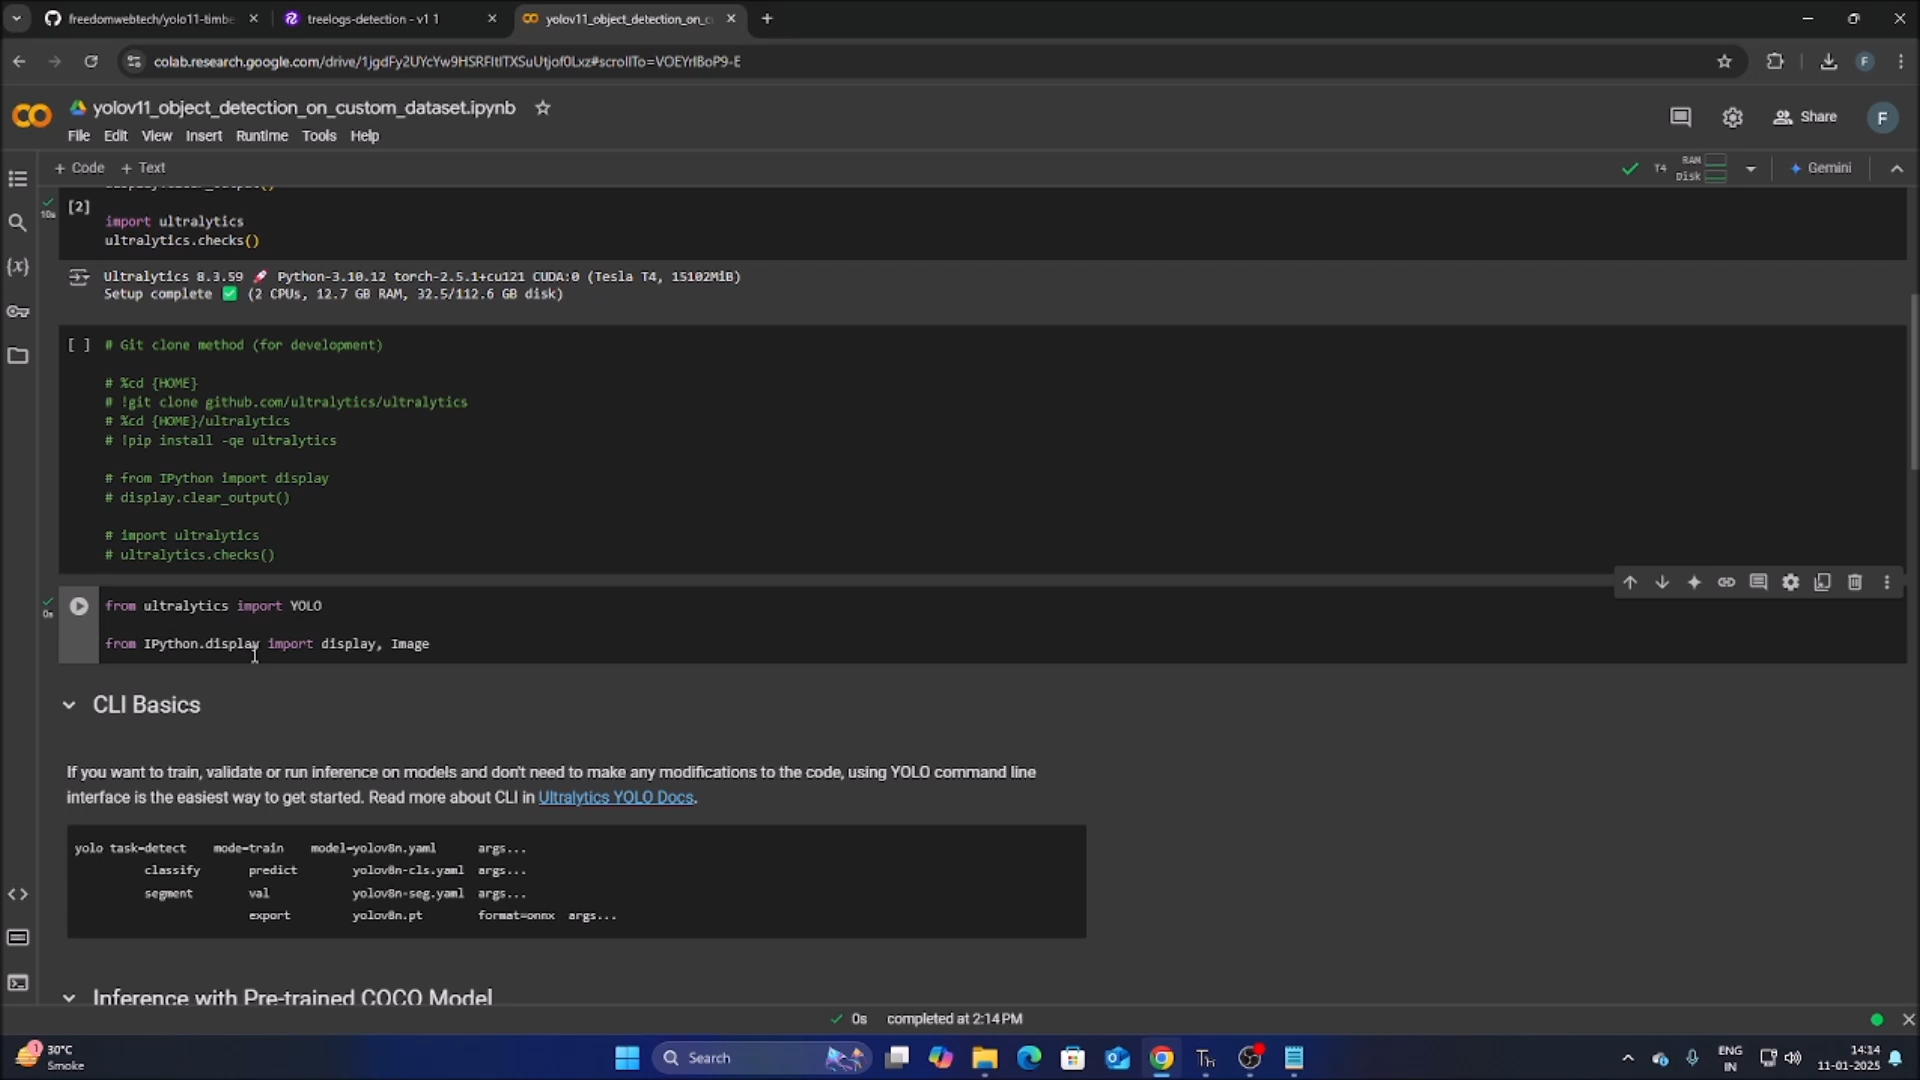 freedomwebtech/yolo11-timbe
treelogs-detection - v1 1
yolov11_object_detection_on_c
colab.research.google.com/drive/1jgdFy2UYcYw9HSRFItITXSuUtjof0Lxz#scrollTo=VOEYrIBoP9-E
F
yolov11_object_detection_on_custom_dataset.ipynb
Share
F
File Edit View Insert Runtime Tools Help
+ Code + Text
T4 RAM Disk Gemini
10s [2]
import ultralytics
ultralytics.checks()
Ultralytics 8.3.59 🚀 Python-3.10.12 torch-2.5.1+cu121 CUDA:0 (Tesla T4, 15102MiB)
Setup complete ✅ (2 CPUs, 12.7 GB RAM, 32.5/112.6 GB disk)
[ ] # Git clone method (for development)
# %cd {HOME}
# !git clone github.com/ultralytics/ultralytics
# %cd {HOME}/ultralytics
# !pip install -qe ultralytics
# from IPython import display
# display.clear_output()
# import ultralytics
# ultralytics.checks()
0s from ultralytics import YOLO
from IPython.display import display, Image
CLI Basics
If you want to train, validate or run inference on models and don't need to make any modifications to the code, using YOLO command line
interface is the easiest way to get started. Read more about CLI in Ultralytics YOLO Docs.
yolo task=detect mode=train model=yolov8n.yaml args...
classify predict yolov8n-cls.yaml args...
segment val yolov8n-seg.yaml args...
export yolov8n.pt format=onnx args...
Inference with Pre-trained COCO Model
0s completed at 2:14 PM
1
30°C
Smoke
Search
ENG
IN
14:14
11-01-2025